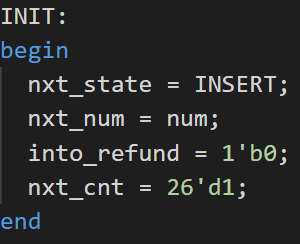 INIT:
begin
  nxt_state = INSERT;
  nxt_num = num;
  into_refund = 1'b0;
  nxt_cnt = 26'd1;
end